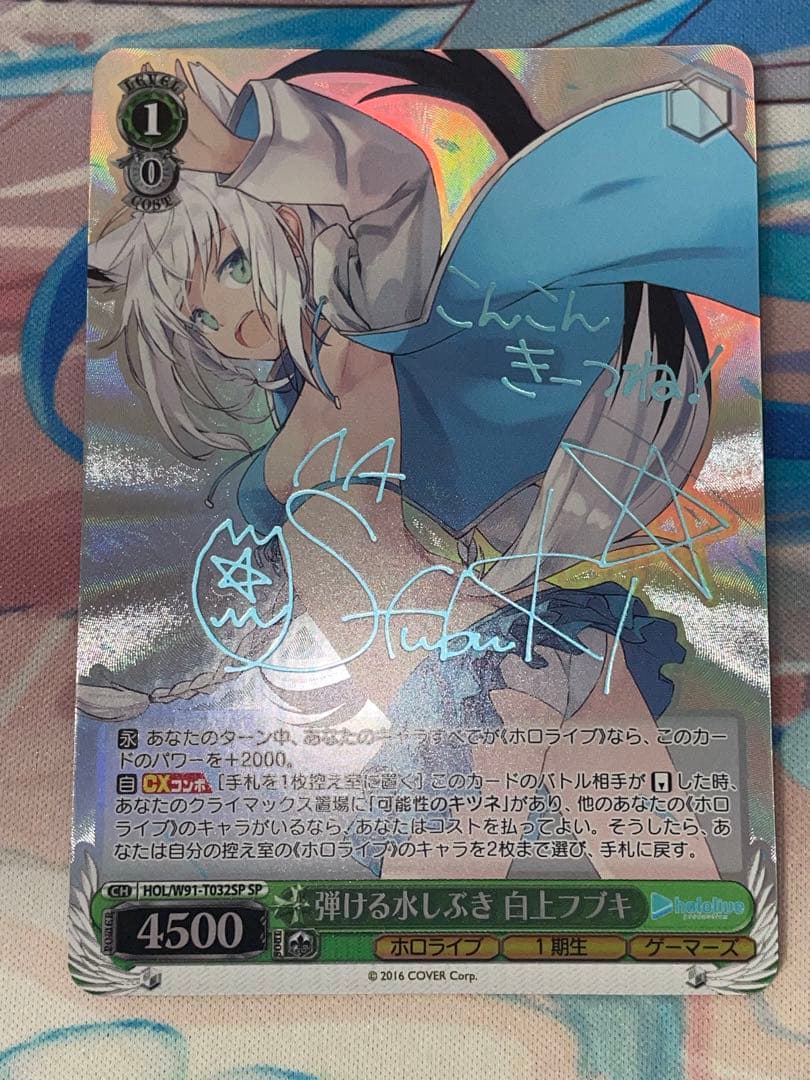 LEVEL
1
0
COST
こんこん
きーつね!
SFubuKi
永 あなたのターン中、あなたのキャラすべてが《ホロライブ》なら、このカー
ドのパワーを+2000。
自 CXコンボ [手札を1枚控え室に置く] このカードのバトル相手が した時、
あなたのクライマックス置場に「可能性のキツネ」があり、他のあなたの《ホロ
ライブ》のキャラがいるなら、あなたはコストを払ってよい。そうしたら、あ
なたは自分の控え室の《ホロライブ》のキャラを2枚まで選び、手札に戻す。
CH HOL/W91-T032SP SP
弾ける水しぶき 白上フブキ
hololive
production
POWER
4500
SOUL
ホロライブ
1期生
ゲーマーズ
© 2016 COVER Corp.